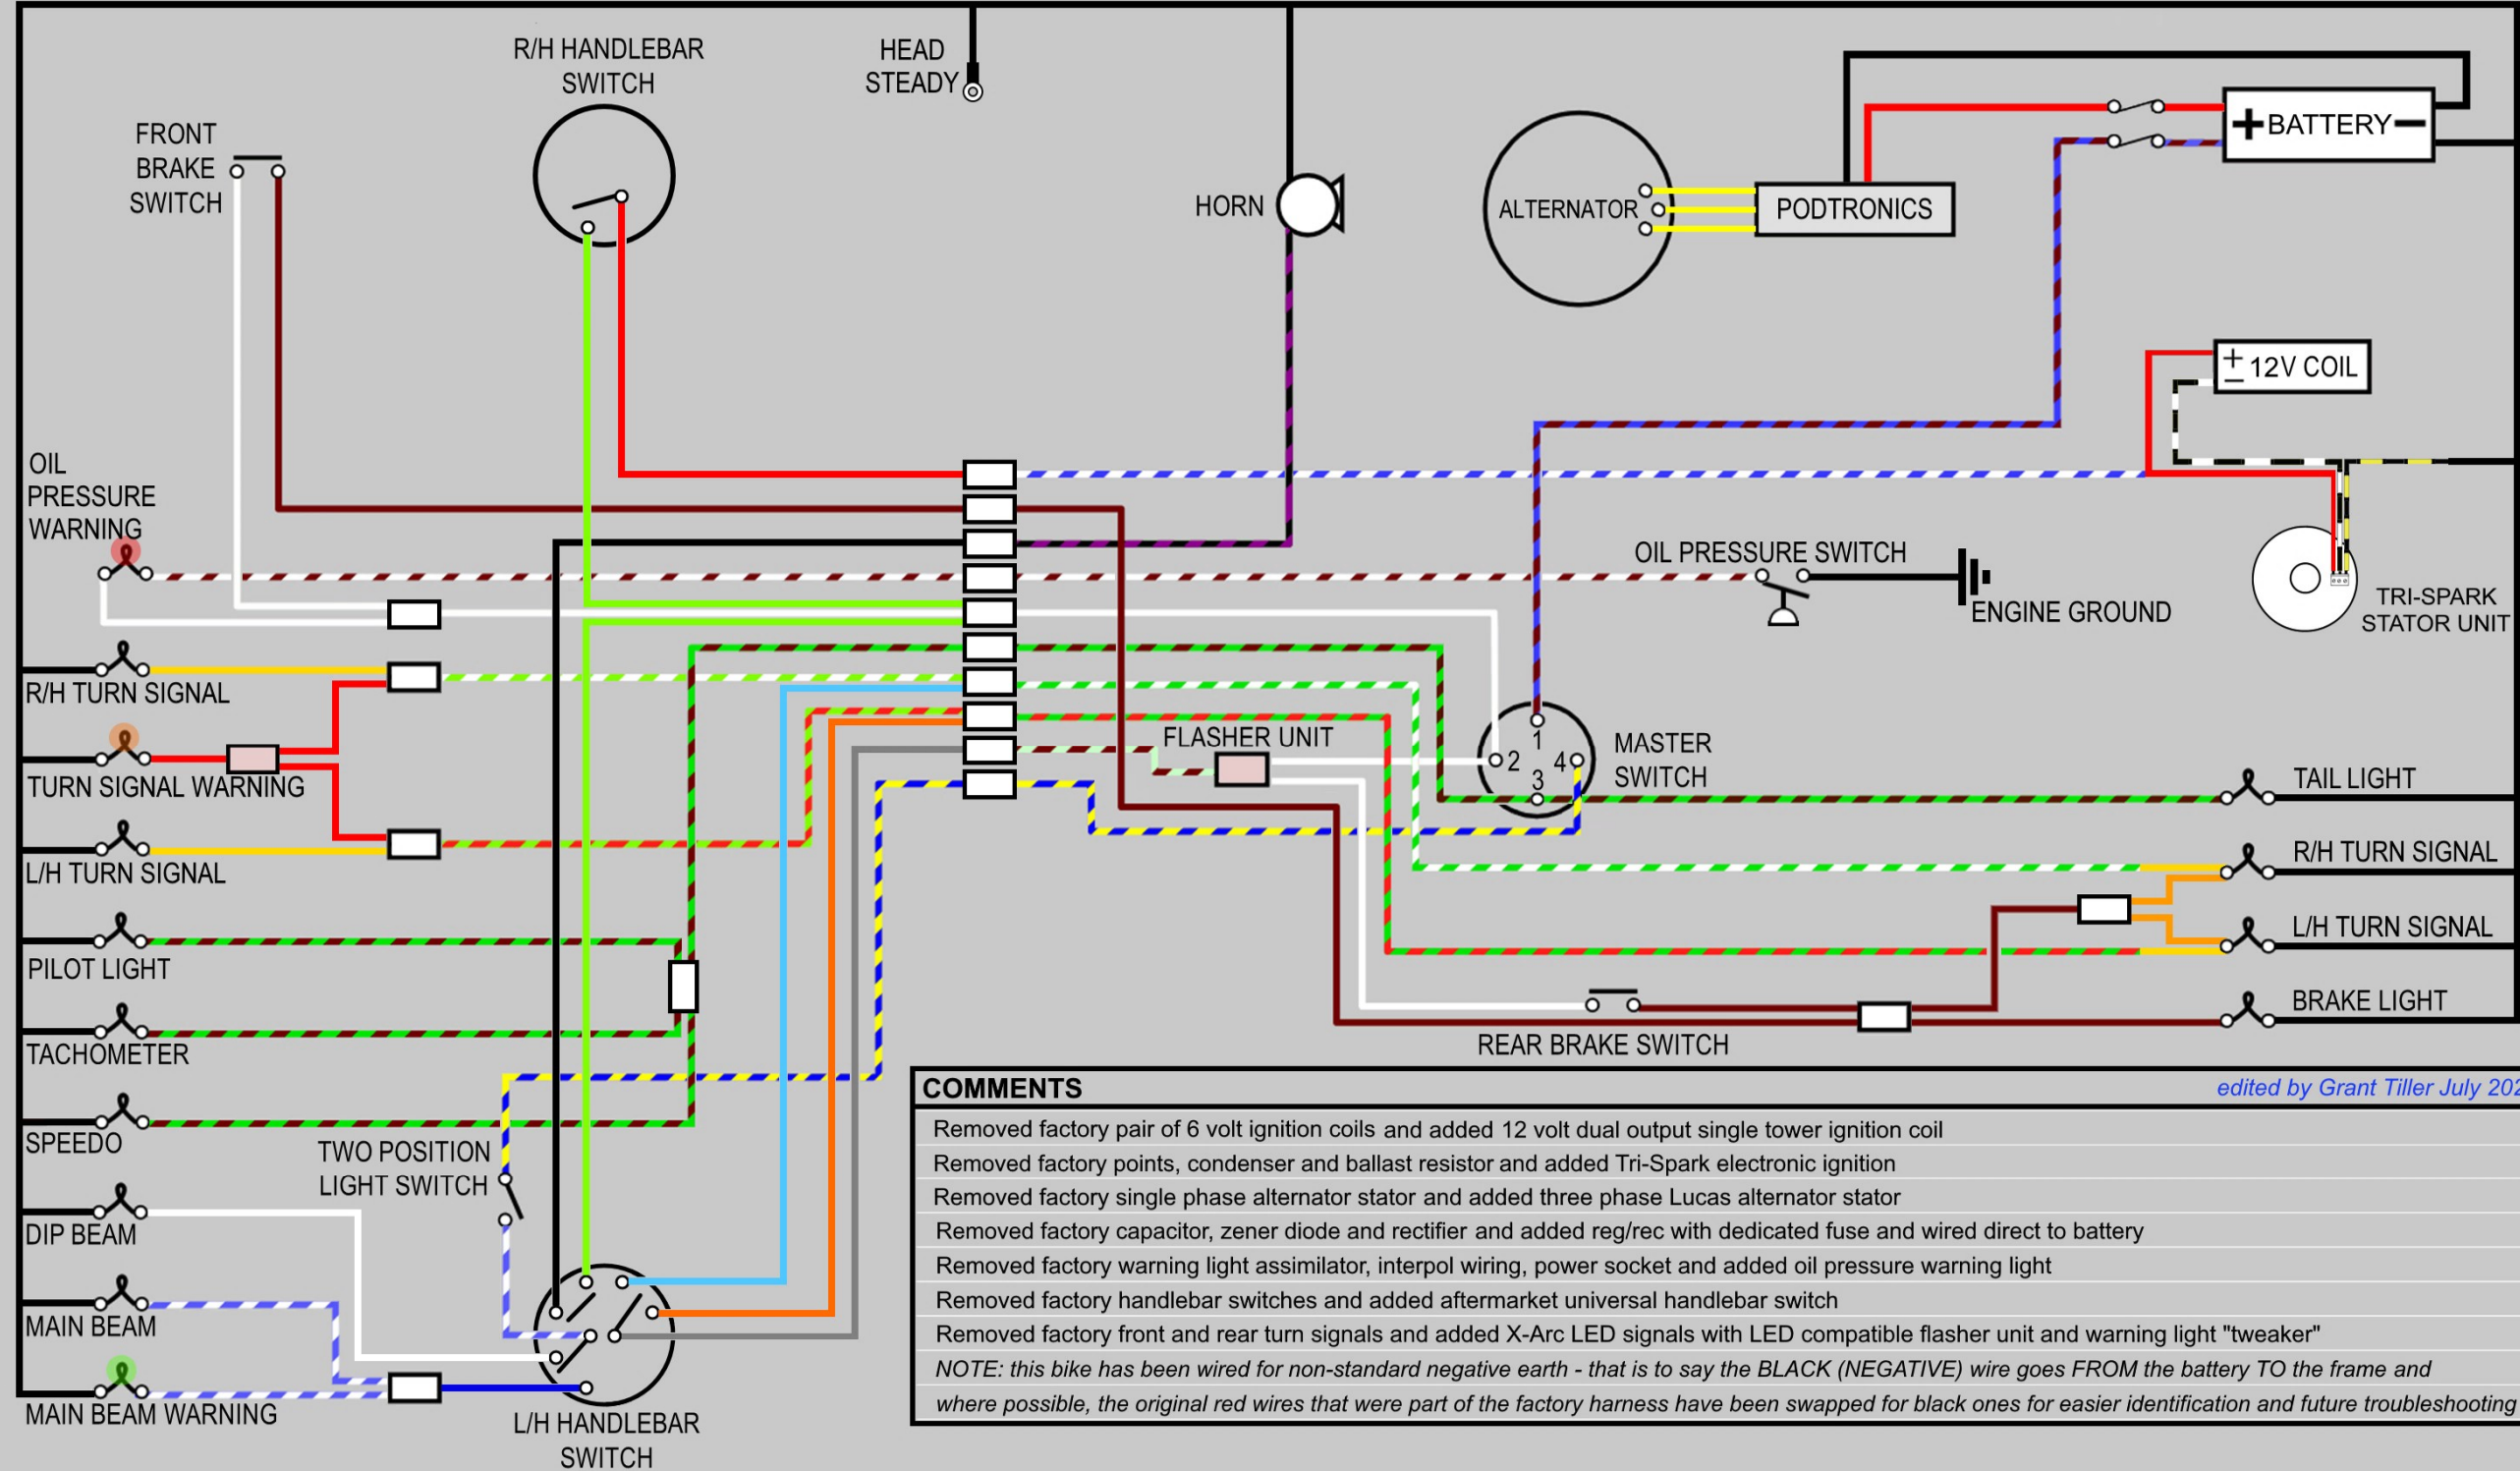 R/H HANDLEBAR
SWITCH
HEAD
STEADY
FRONT
BRAKE
SWITCH
HORN
ALTERNATOR
PODTRONICS
+ BATTERY −
+
− 12V COIL
OIL
PRESSURE
WARNING
OIL PRESSURE SWITCH
ENGINE GROUND
TRI-SPARK
STATOR UNIT
R/H TURN SIGNAL
TURN SIGNAL WARNING
L/H TURN SIGNAL
FLASHER UNIT
1
2
3
4
MASTER
SWITCH
TAIL LIGHT
R/H TURN SIGNAL
L/H TURN SIGNAL
BRAKE LIGHT
REAR BRAKE SWITCH
PILOT LIGHT
TACHOMETER
SPEEDO
TWO POSITION
LIGHT SWITCH
DIP BEAM
MAIN BEAM
MAIN BEAM WARNING
L/H HANDLEBAR
SWITCH
COMMENTS
edited by Grant Tiller July 202
Removed factory pair of 6 volt ignition coils and added 12 volt dual output single tower ignition coil
Removed factory points, condenser and ballast resistor and added Tri-Spark electronic ignition
Removed factory single phase alternator stator and added three phase Lucas alternator stator
Removed factory capacitor, zener diode and rectifier and added reg/rec with dedicated fuse and wired direct to battery
Removed factory warning light assimilator, interpol wiring, power socket and added oil pressure warning light
Removed factory handlebar switches and added aftermarket universal handlebar switch
Removed factory front and rear turn signals and added X-Arc LED signals with LED compatible flasher unit and warning light "tweaker"
NOTE: this bike has been wired for non-standard negative earth - that is to say the BLACK (NEGATIVE) wire goes FROM the battery TO the frame and
where possible, the original red wires that were part of the factory harness have been swapped for black ones for easier identification and future troubleshooting